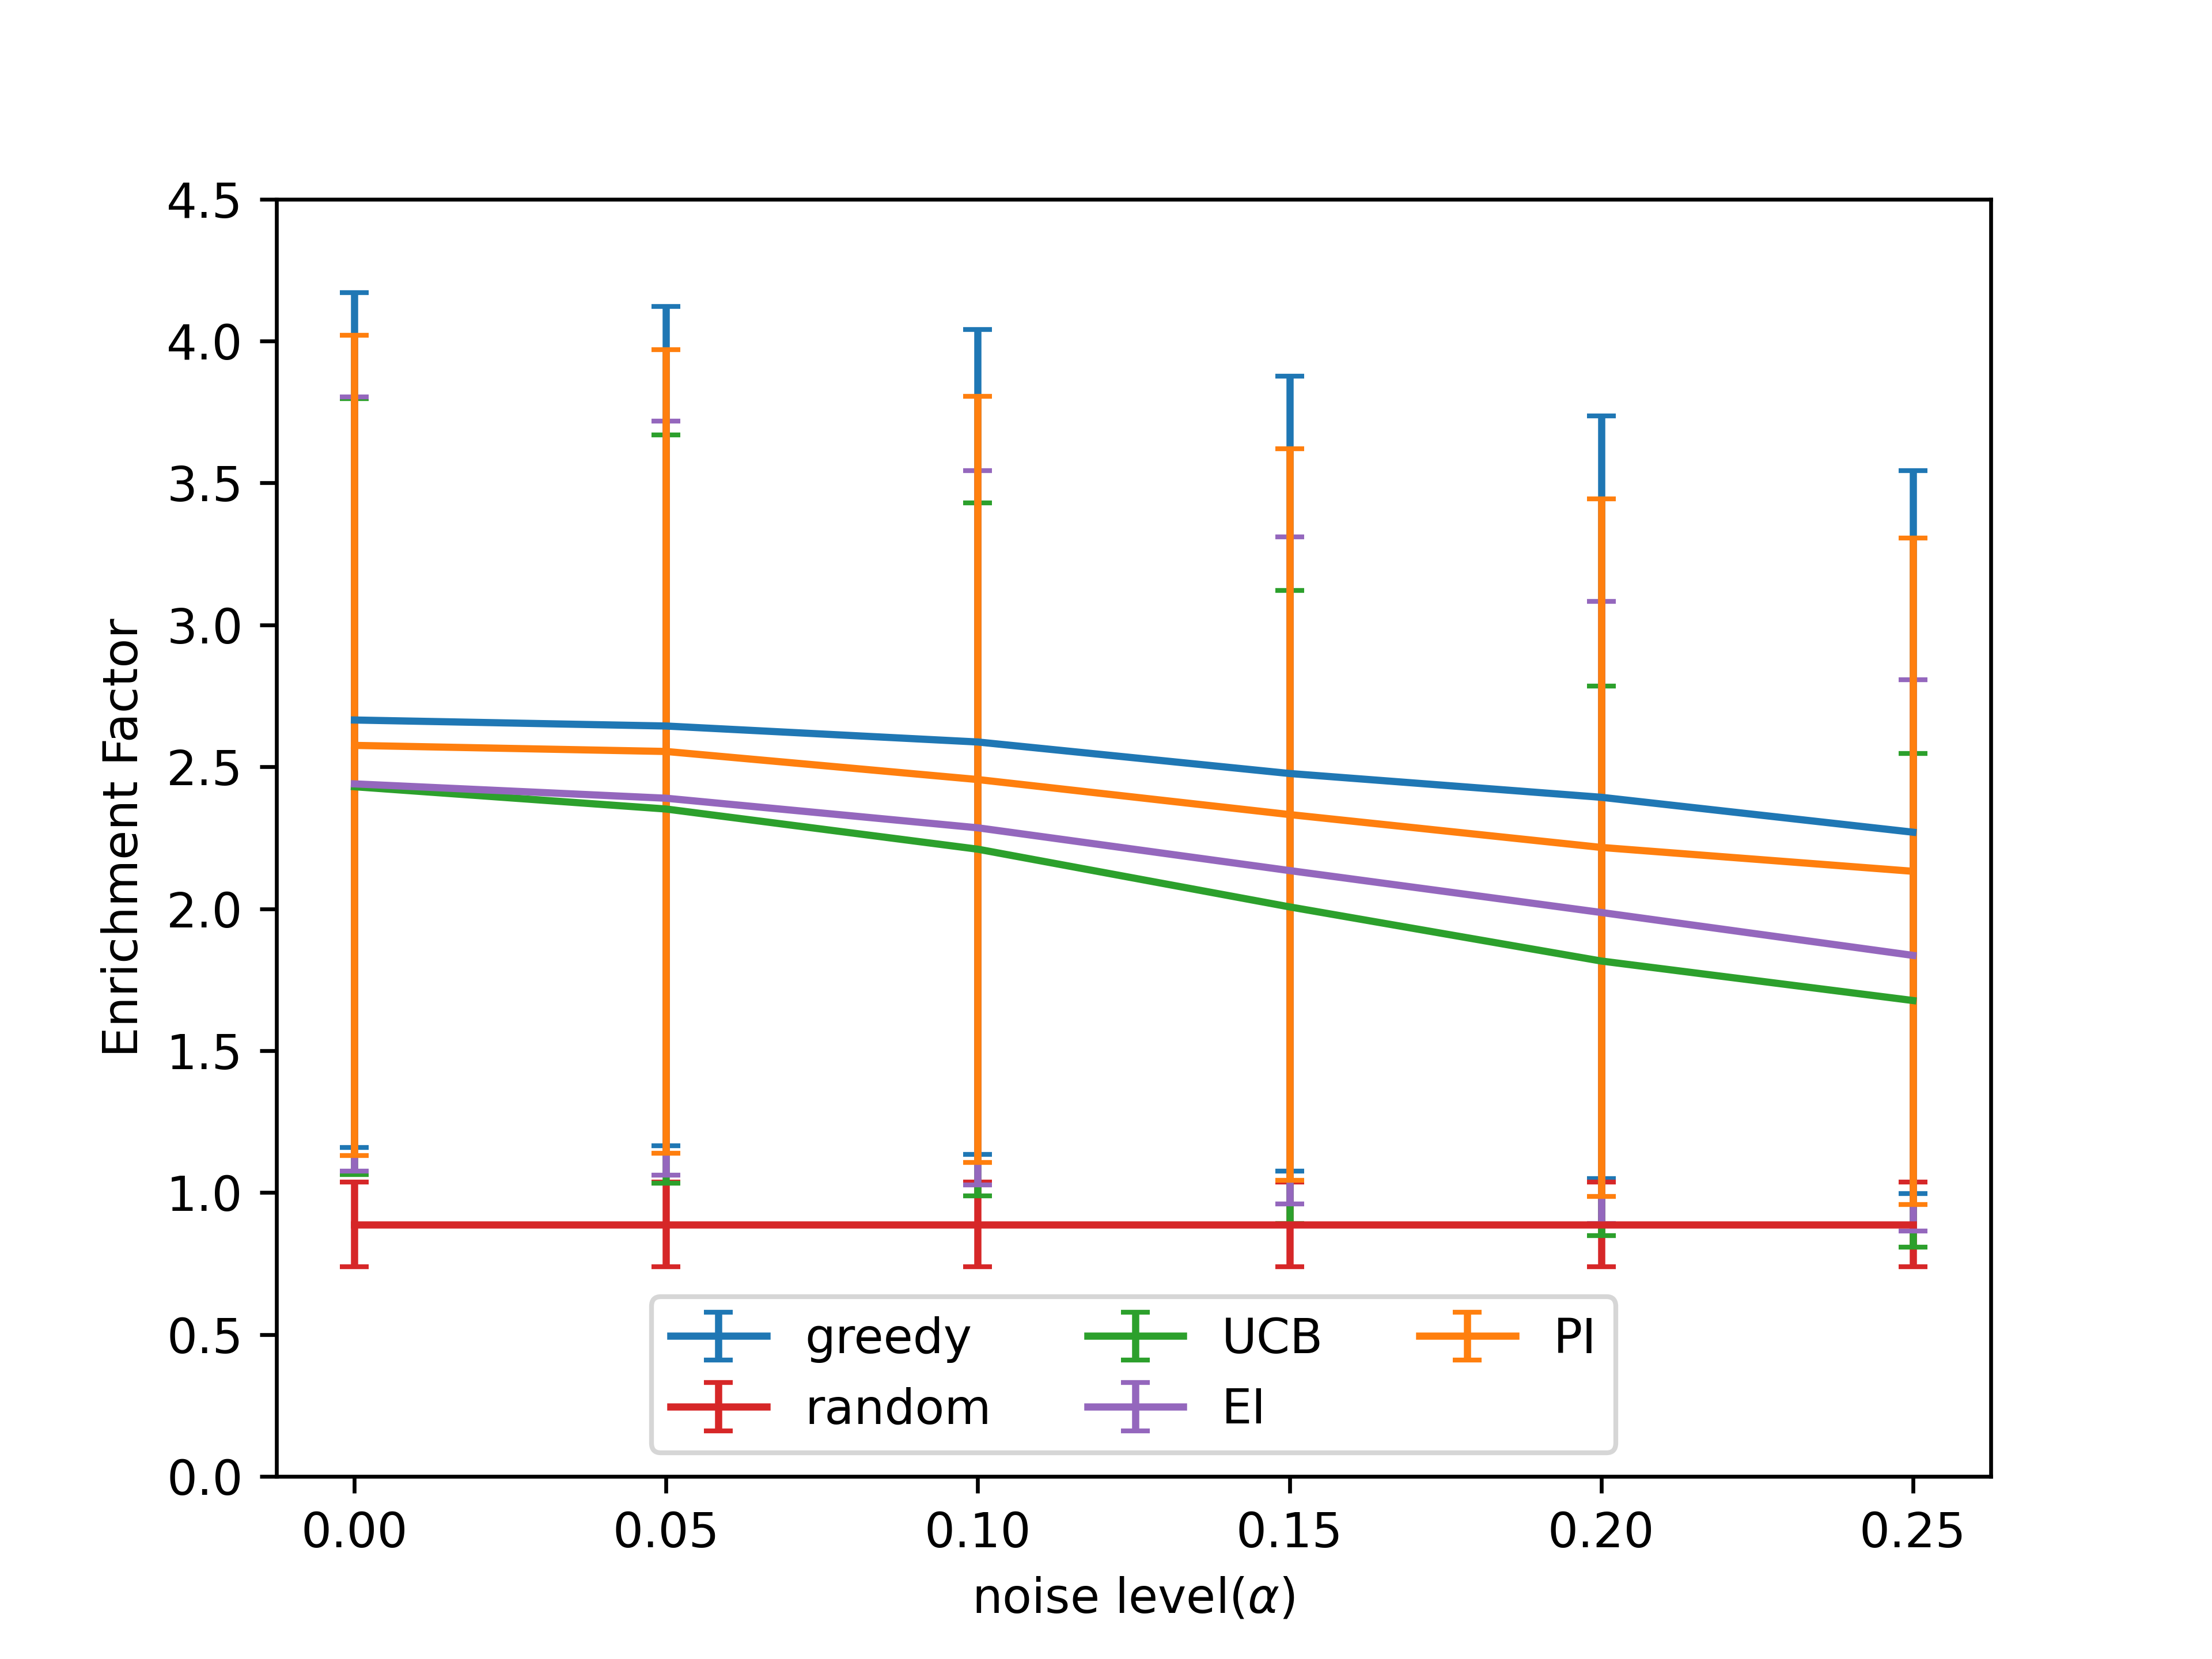 4.5
4.0
3.5
3.0
2.5
2.0
1.5
1.0
0.5
0.0
Enrichment Factor
greedy UCB PI
random EI
0.00 0.05 0.10 0.15 0.20 0.25
noise level(α)